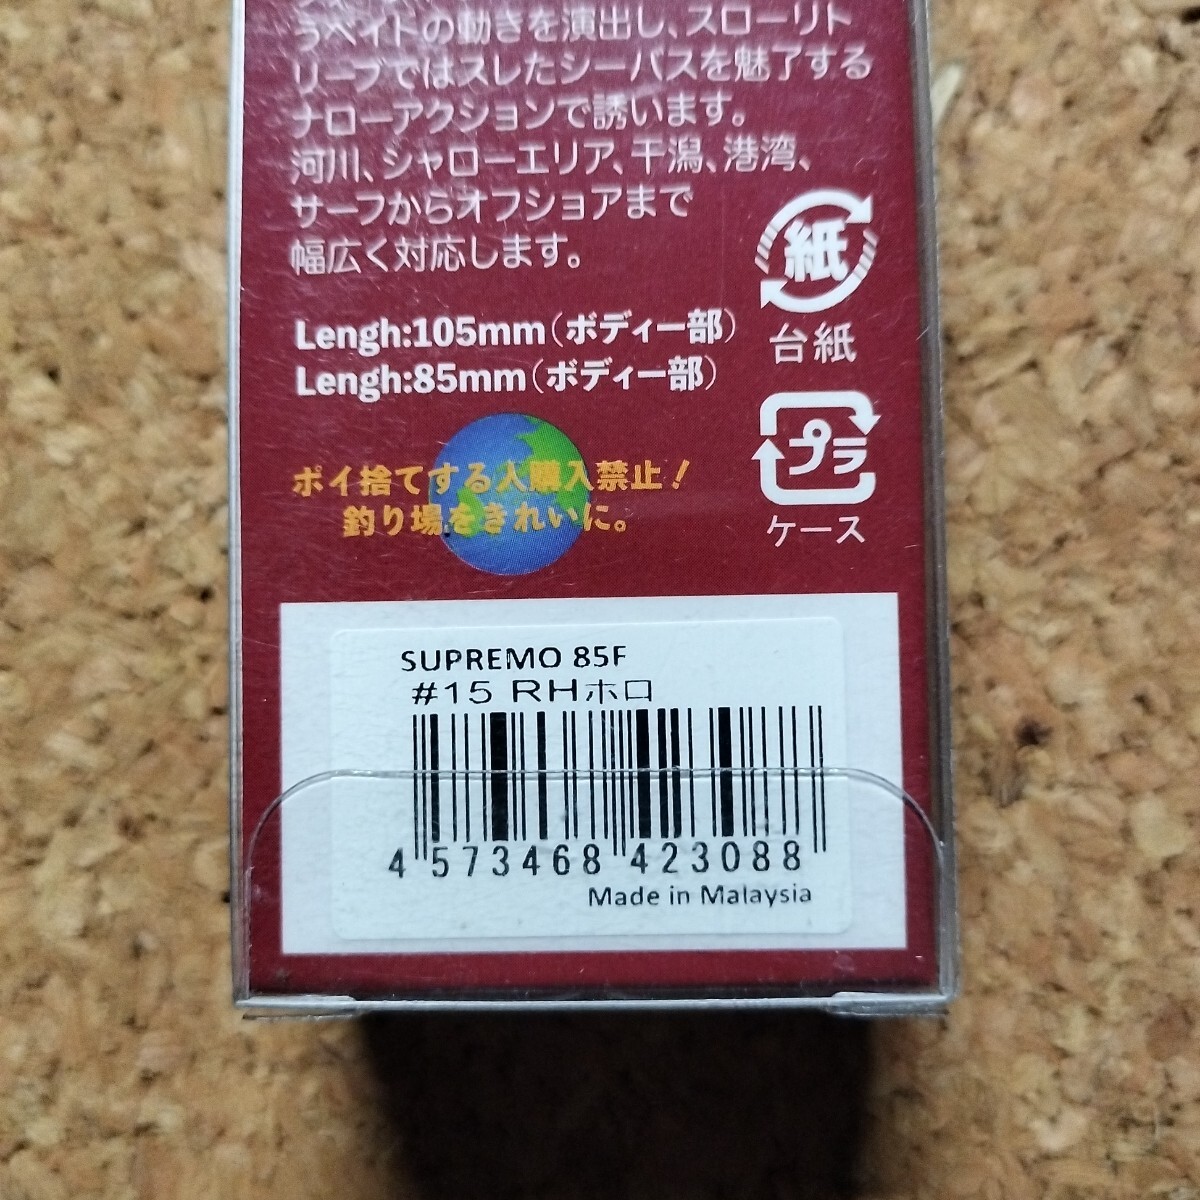 うベイトの動きを演出し、スローリト
リーブではスレたシーバスを魅了する
ナローアクションで誘います。
河川、シャローエリア、干潟、港湾、
サーフからオフショアまで
幅広く対応します。
紙
台紙
Lengh:105mm（ボディー部）
Lengh:85mm（ボディー部）
プラ
ケース
ポイ捨てする人購入禁止！
釣り場をきれいに。
SUPREMO 85F
#15 RHホロ
4 573468 423088
Made in Malaysia